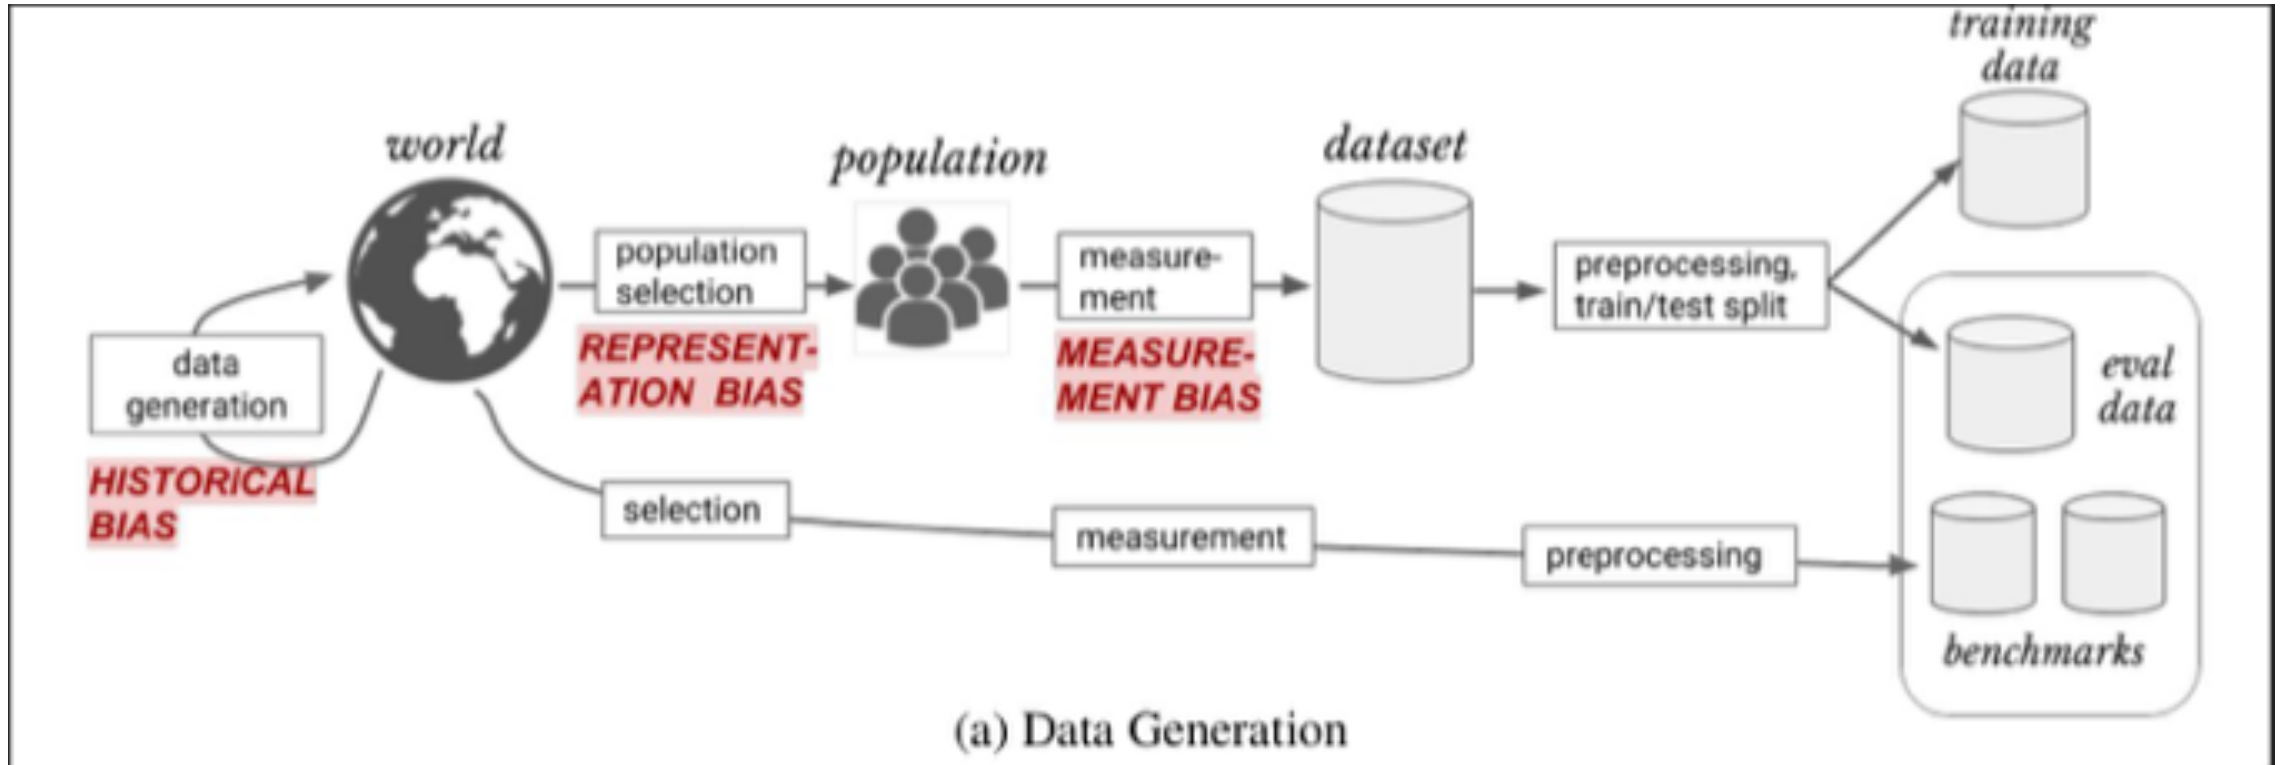 training
data
world
population
dataset
population
selection
measure-
ment
preprocessing,
train/test split
REPRESENT-
ATION BIAS
MEASURE-
MENT BIAS
data
generation
eval
data
HISTORICAL
BIAS
selection
measurement
preprocessing
benchmarks
(a) Data Generation